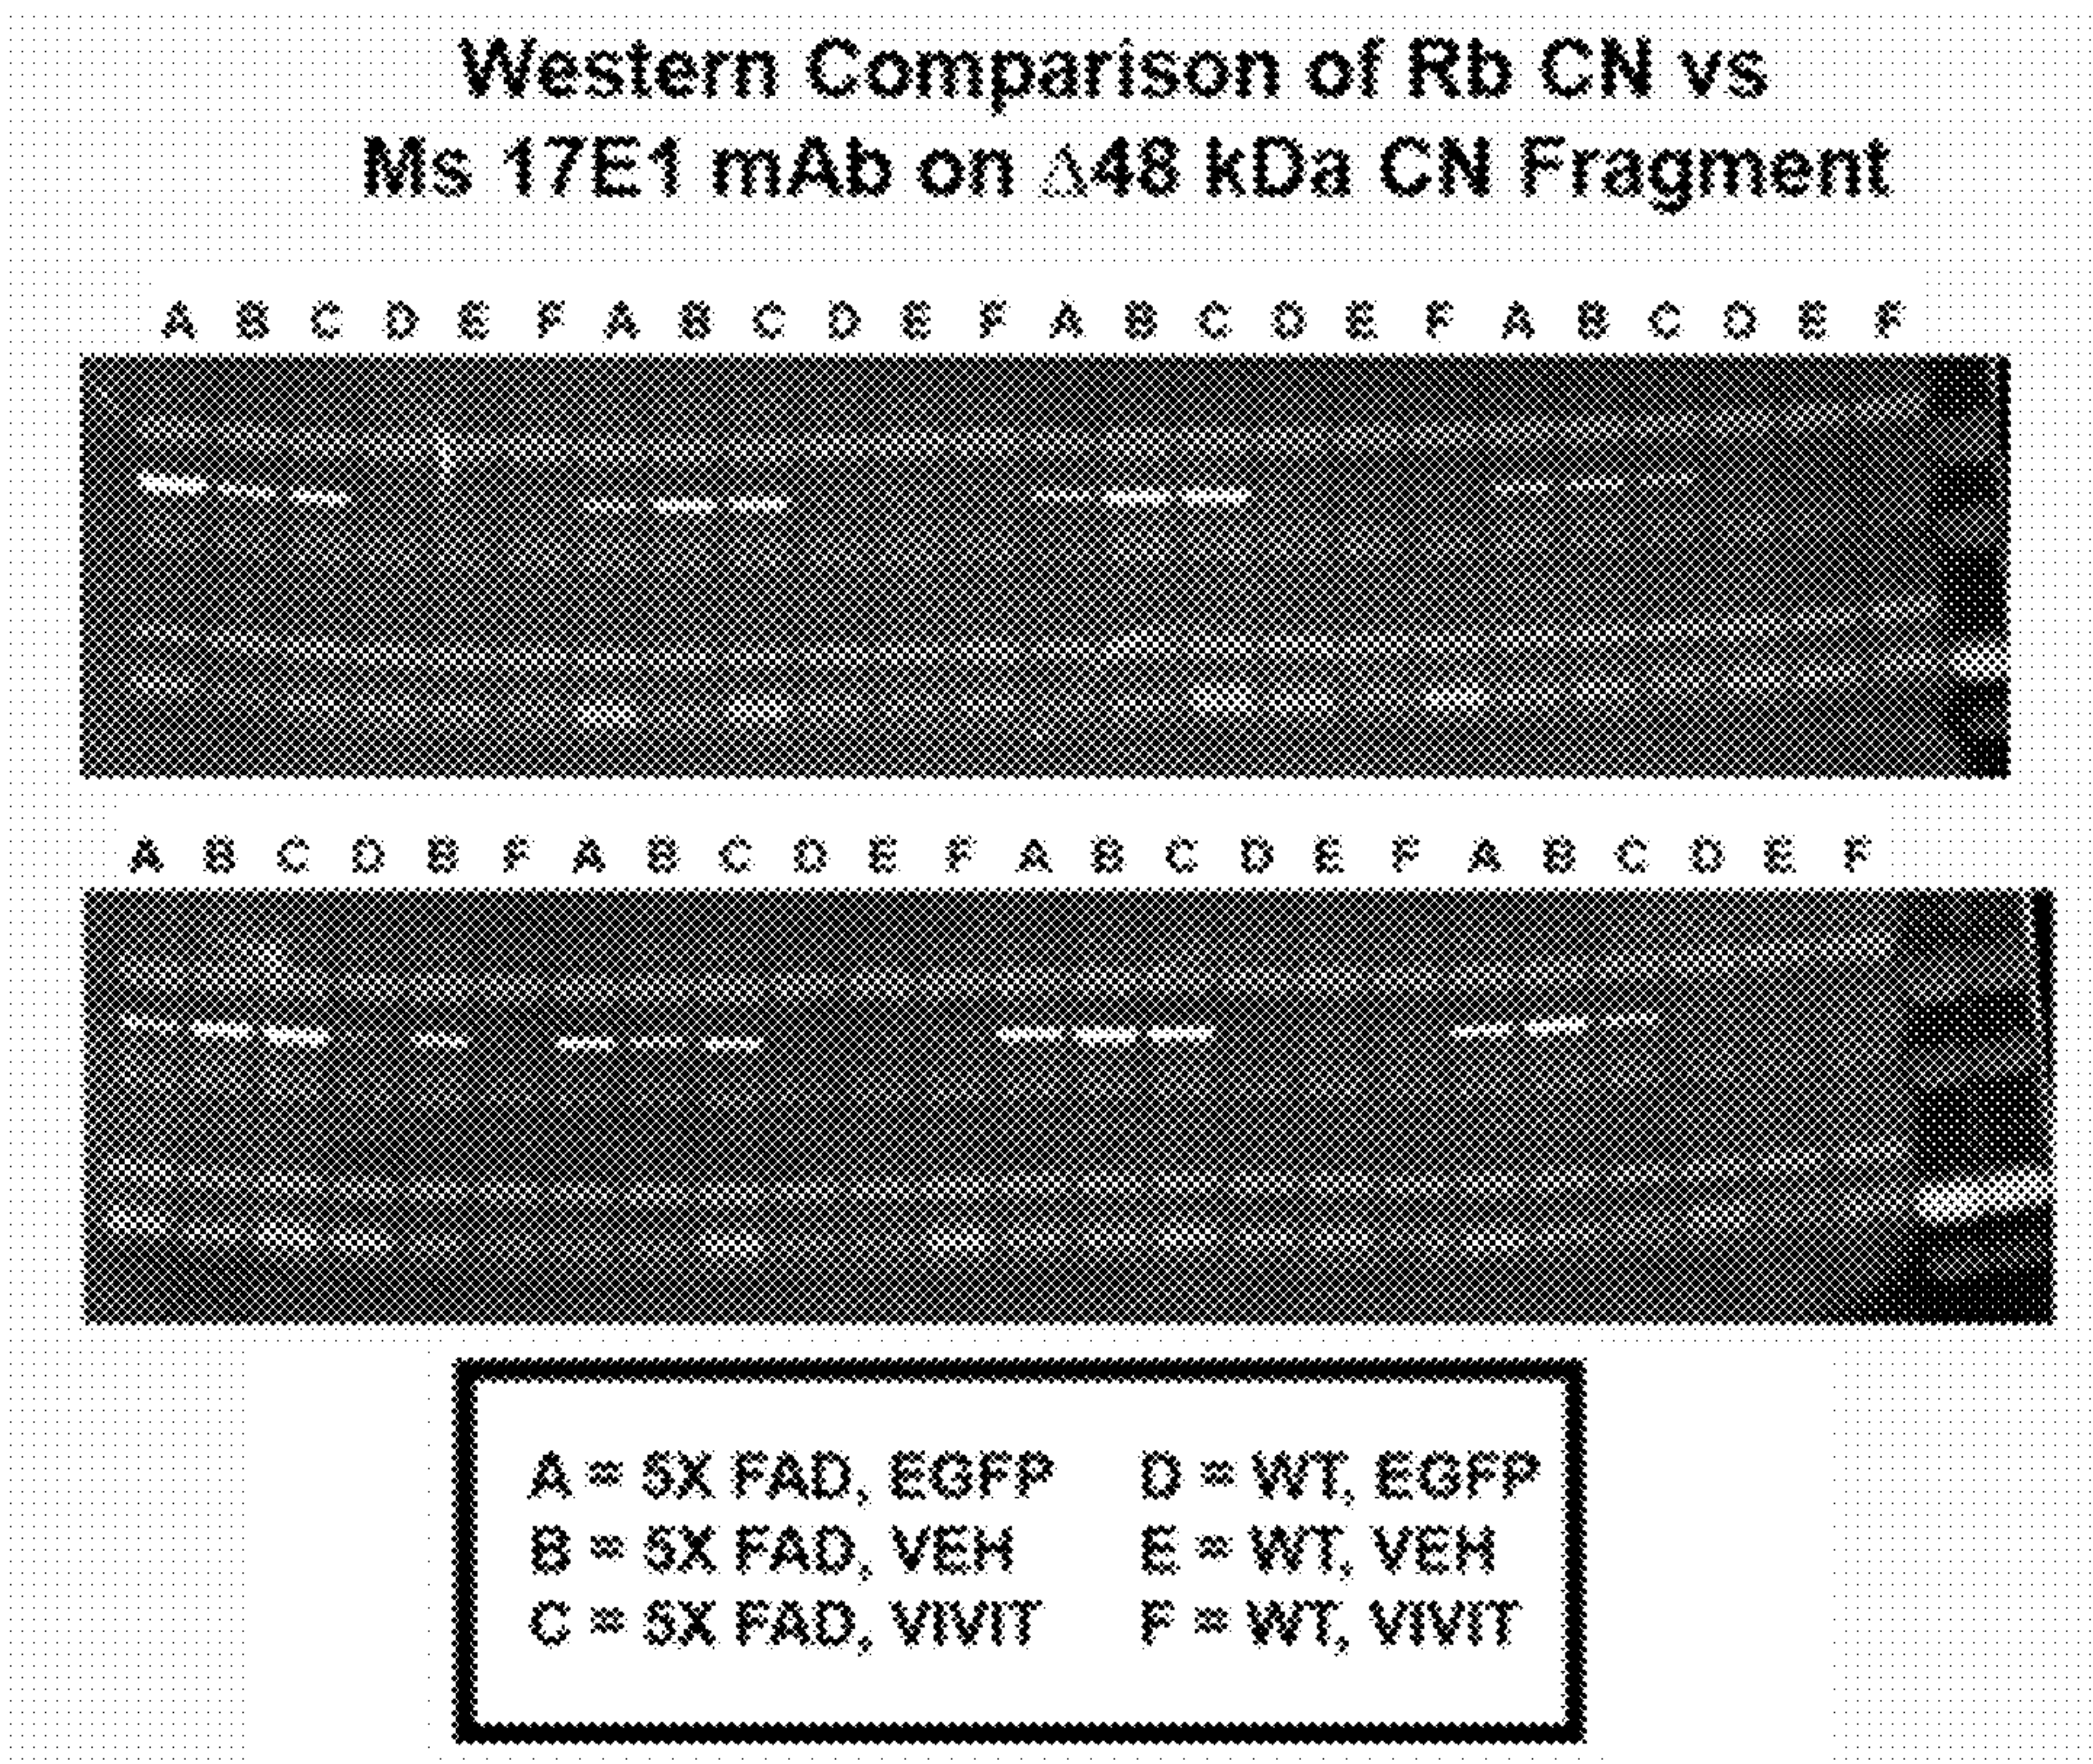 Western Comparison of Rb CN vs
Ms 17E1 mAb on Δ48 kDa CN Fragment
A B C D E F A B C D E F A B C D E F A B C D E F
A B C D B F A B C D E F A B C D E F A B C D E F
A = 5X FAD, EGFP D = WT, EGFP
B = 5X FAD, VEH E = WT, VEH
C = 5X FAD, VIVIT F = WT, VIVIT